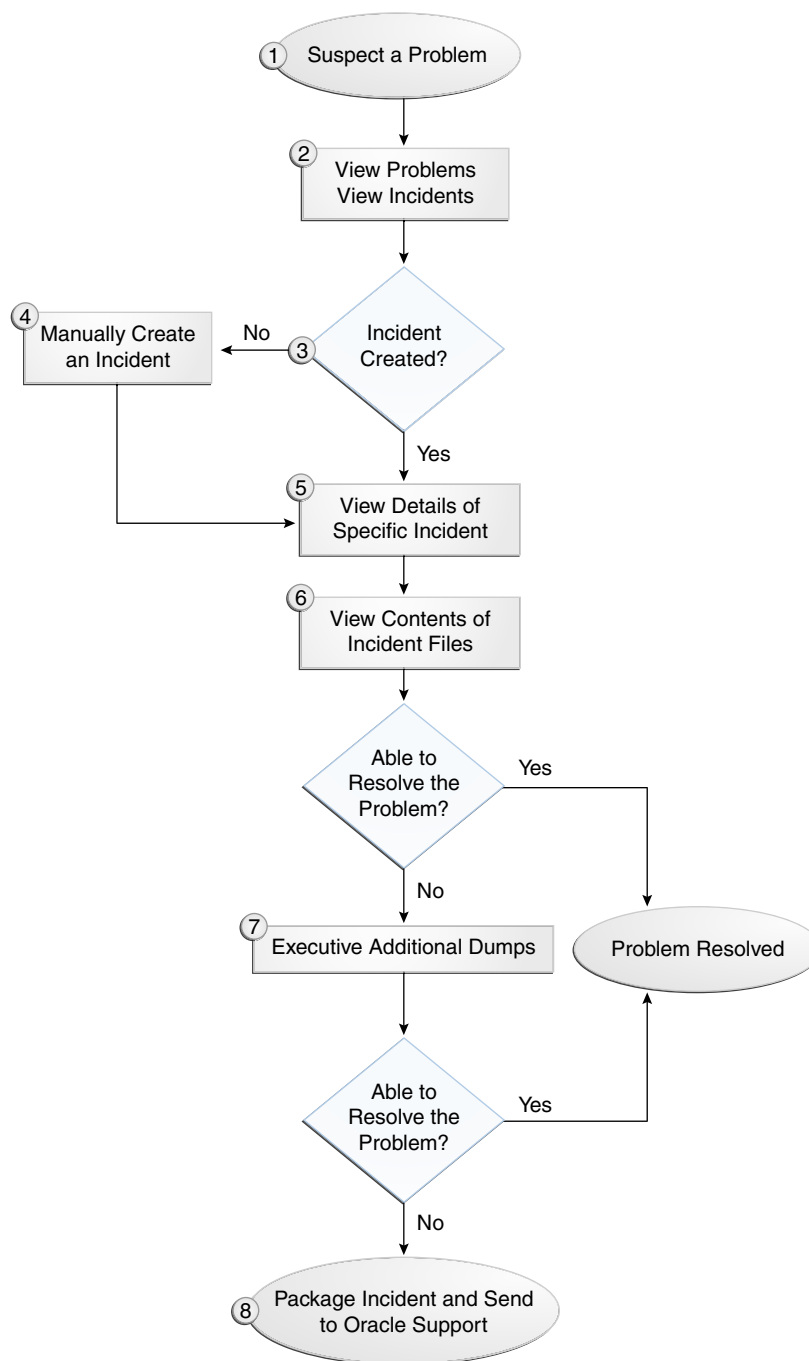 1
Suspect a Problem
2
View Problems
View Incidents
4
Manually Create
an Incident
No
3
Incident
Created?
Yes
5
View Details of
Specific Incident
6
View Contents of
Incident Files
Able to
Resolve the
Problem?
Yes
No
7
Executive Additional Dumps
Problem Resolved
Able to
Resolve the
Problem?
Yes
No
8
Package Incident and Send
to Oracle Support